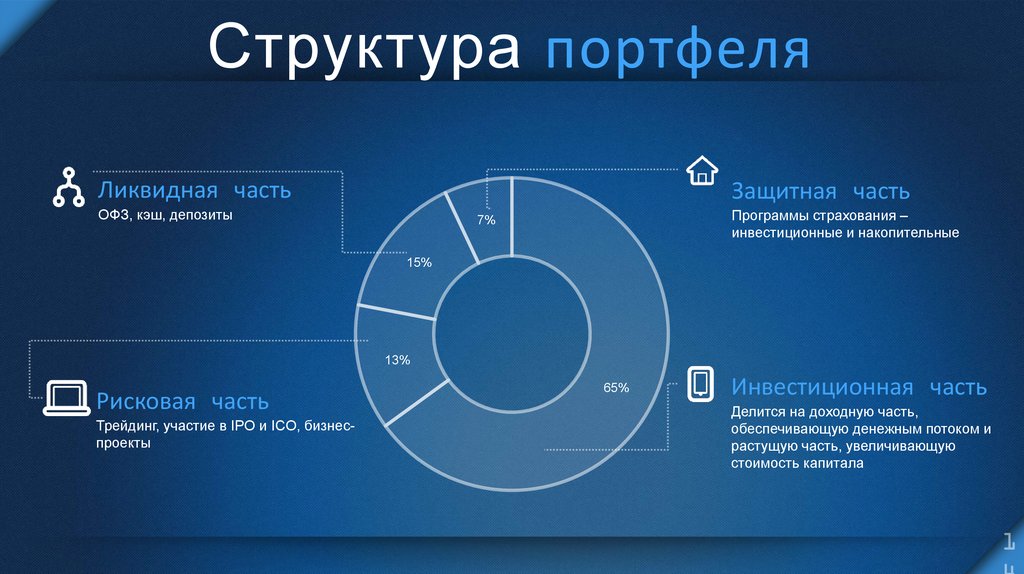 Структура портфеля
Ликвидная часть
ОФЗ, кэш, депозиты
Защитная часть
Программы страхования –
инвестиционные и накопительные
7%
15%
13%
65%
Рисковая часть
Трейдинг, участие в IPO и ICO, бизнес-
проекты
Инвестиционная часть
Делится на доходную часть,
обеспечивающую денежным потоком и
растущую часть, увеличивающую
стоимость капитала
1